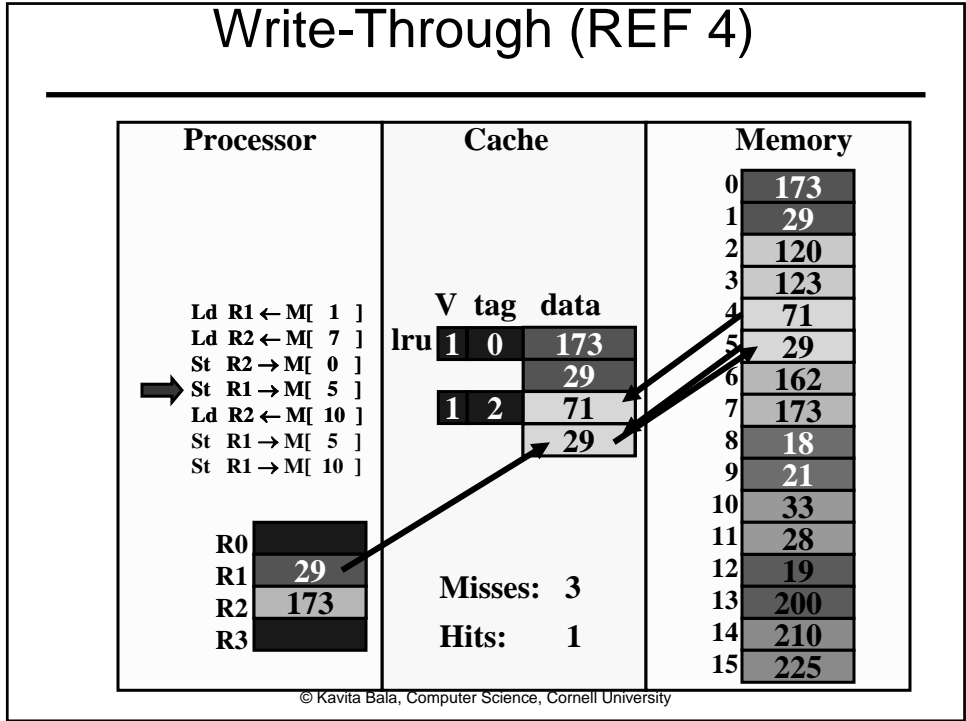 Write-Through (REF 4)
Processor
Cache
Memory
Ld R1 ← M[ 1 ]
Ld R2 ← M[ 7 ]
St R2 → M[ 0 ]
St R1 → M[ 5 ]
Ld R2 ← M[ 10 ]
St R1 → M[ 5 ]
St R1 → M[ 10 ]
R0
R1 29
R2 173
R3
V tag data
lru 1 0 173
29
1 2 71
29
Misses: 3
Hits: 1
0 173
1 29
2 120
3 123
4 71
5 29
6 162
7 173
8 18
9 21
10 33
11 28
12 19
13 200
14 210
15 225
© Kavita Bala, Computer Science, Cornell University